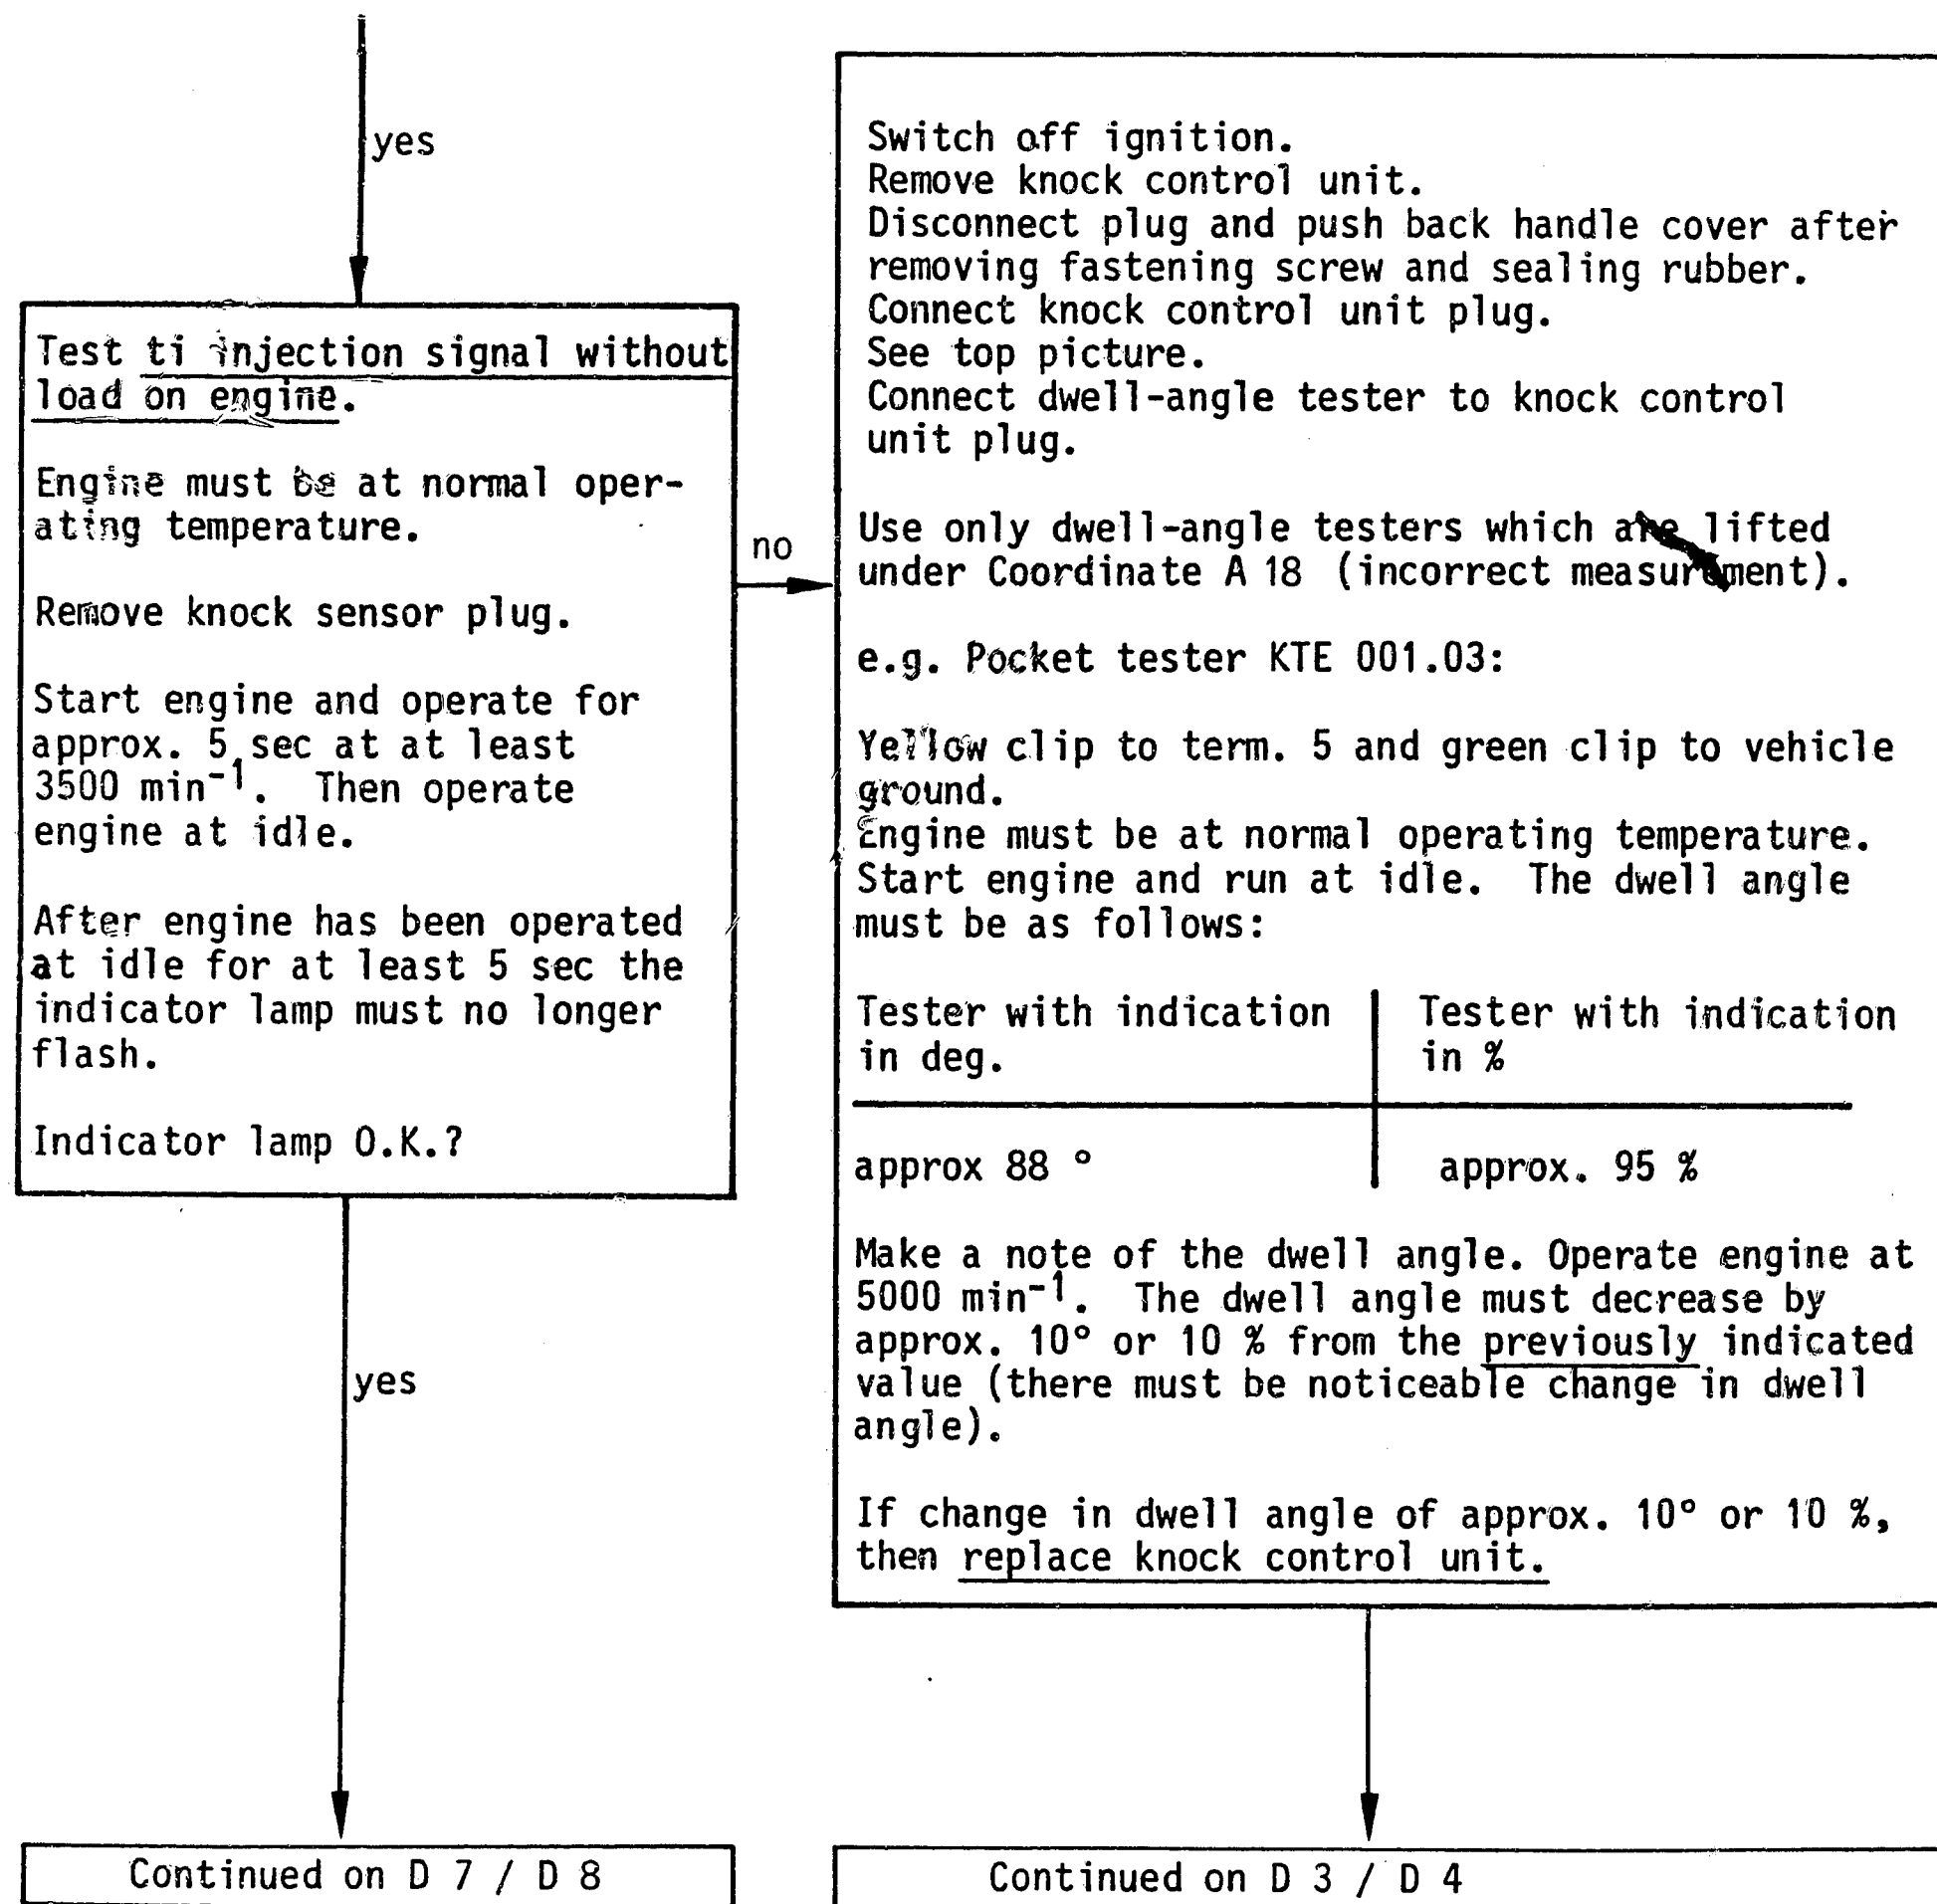 yes
Test ti injection signal without
load on engine.
Engine must be at normal oper-
ating temperature.
Remove knock sensor plug.
Start engine and operate for
approx. 5 sec at at least
3500 min⁻¹. Then operate
engine at idle.
After engine has been operated
at idle for at least 5 sec the
indicator lamp must no longer
flash.
Indicator lamp O.K.?
no
Switch off ignition.
Remove knock control unit.
Disconnect plug and push back handle cover after
removing fastening screw and sealing rubber.
Connect knock control unit plug.
See top picture.
Connect dwell-angle tester to knock control
unit plug.
Use only dwell-angle testers which are lifted
under Coordinate A 18 (incorrect measurement).
e.g. Pocket tester KTE 001.03:
Yellow clip to term. 5 and green clip to vehicle
ground.
Engine must be at normal operating temperature.
Start engine and run at idle. The dwell angle
must be as follows:
Tester with indication
in deg.
Tester with indication
in %
approx 88 °
approx. 95 %
Make a note of the dwell angle. Operate engine at
5000 min⁻¹. The dwell angle must decrease by
approx. 10° or 10 % from the previously indicated
value (there must be noticeable change in dwell
angle).
If change in dwell angle of approx. 10° or 10 %,
then replace knock control unit.
yes
Continued on D 7 / D 8
Continued on D 3 / D 4